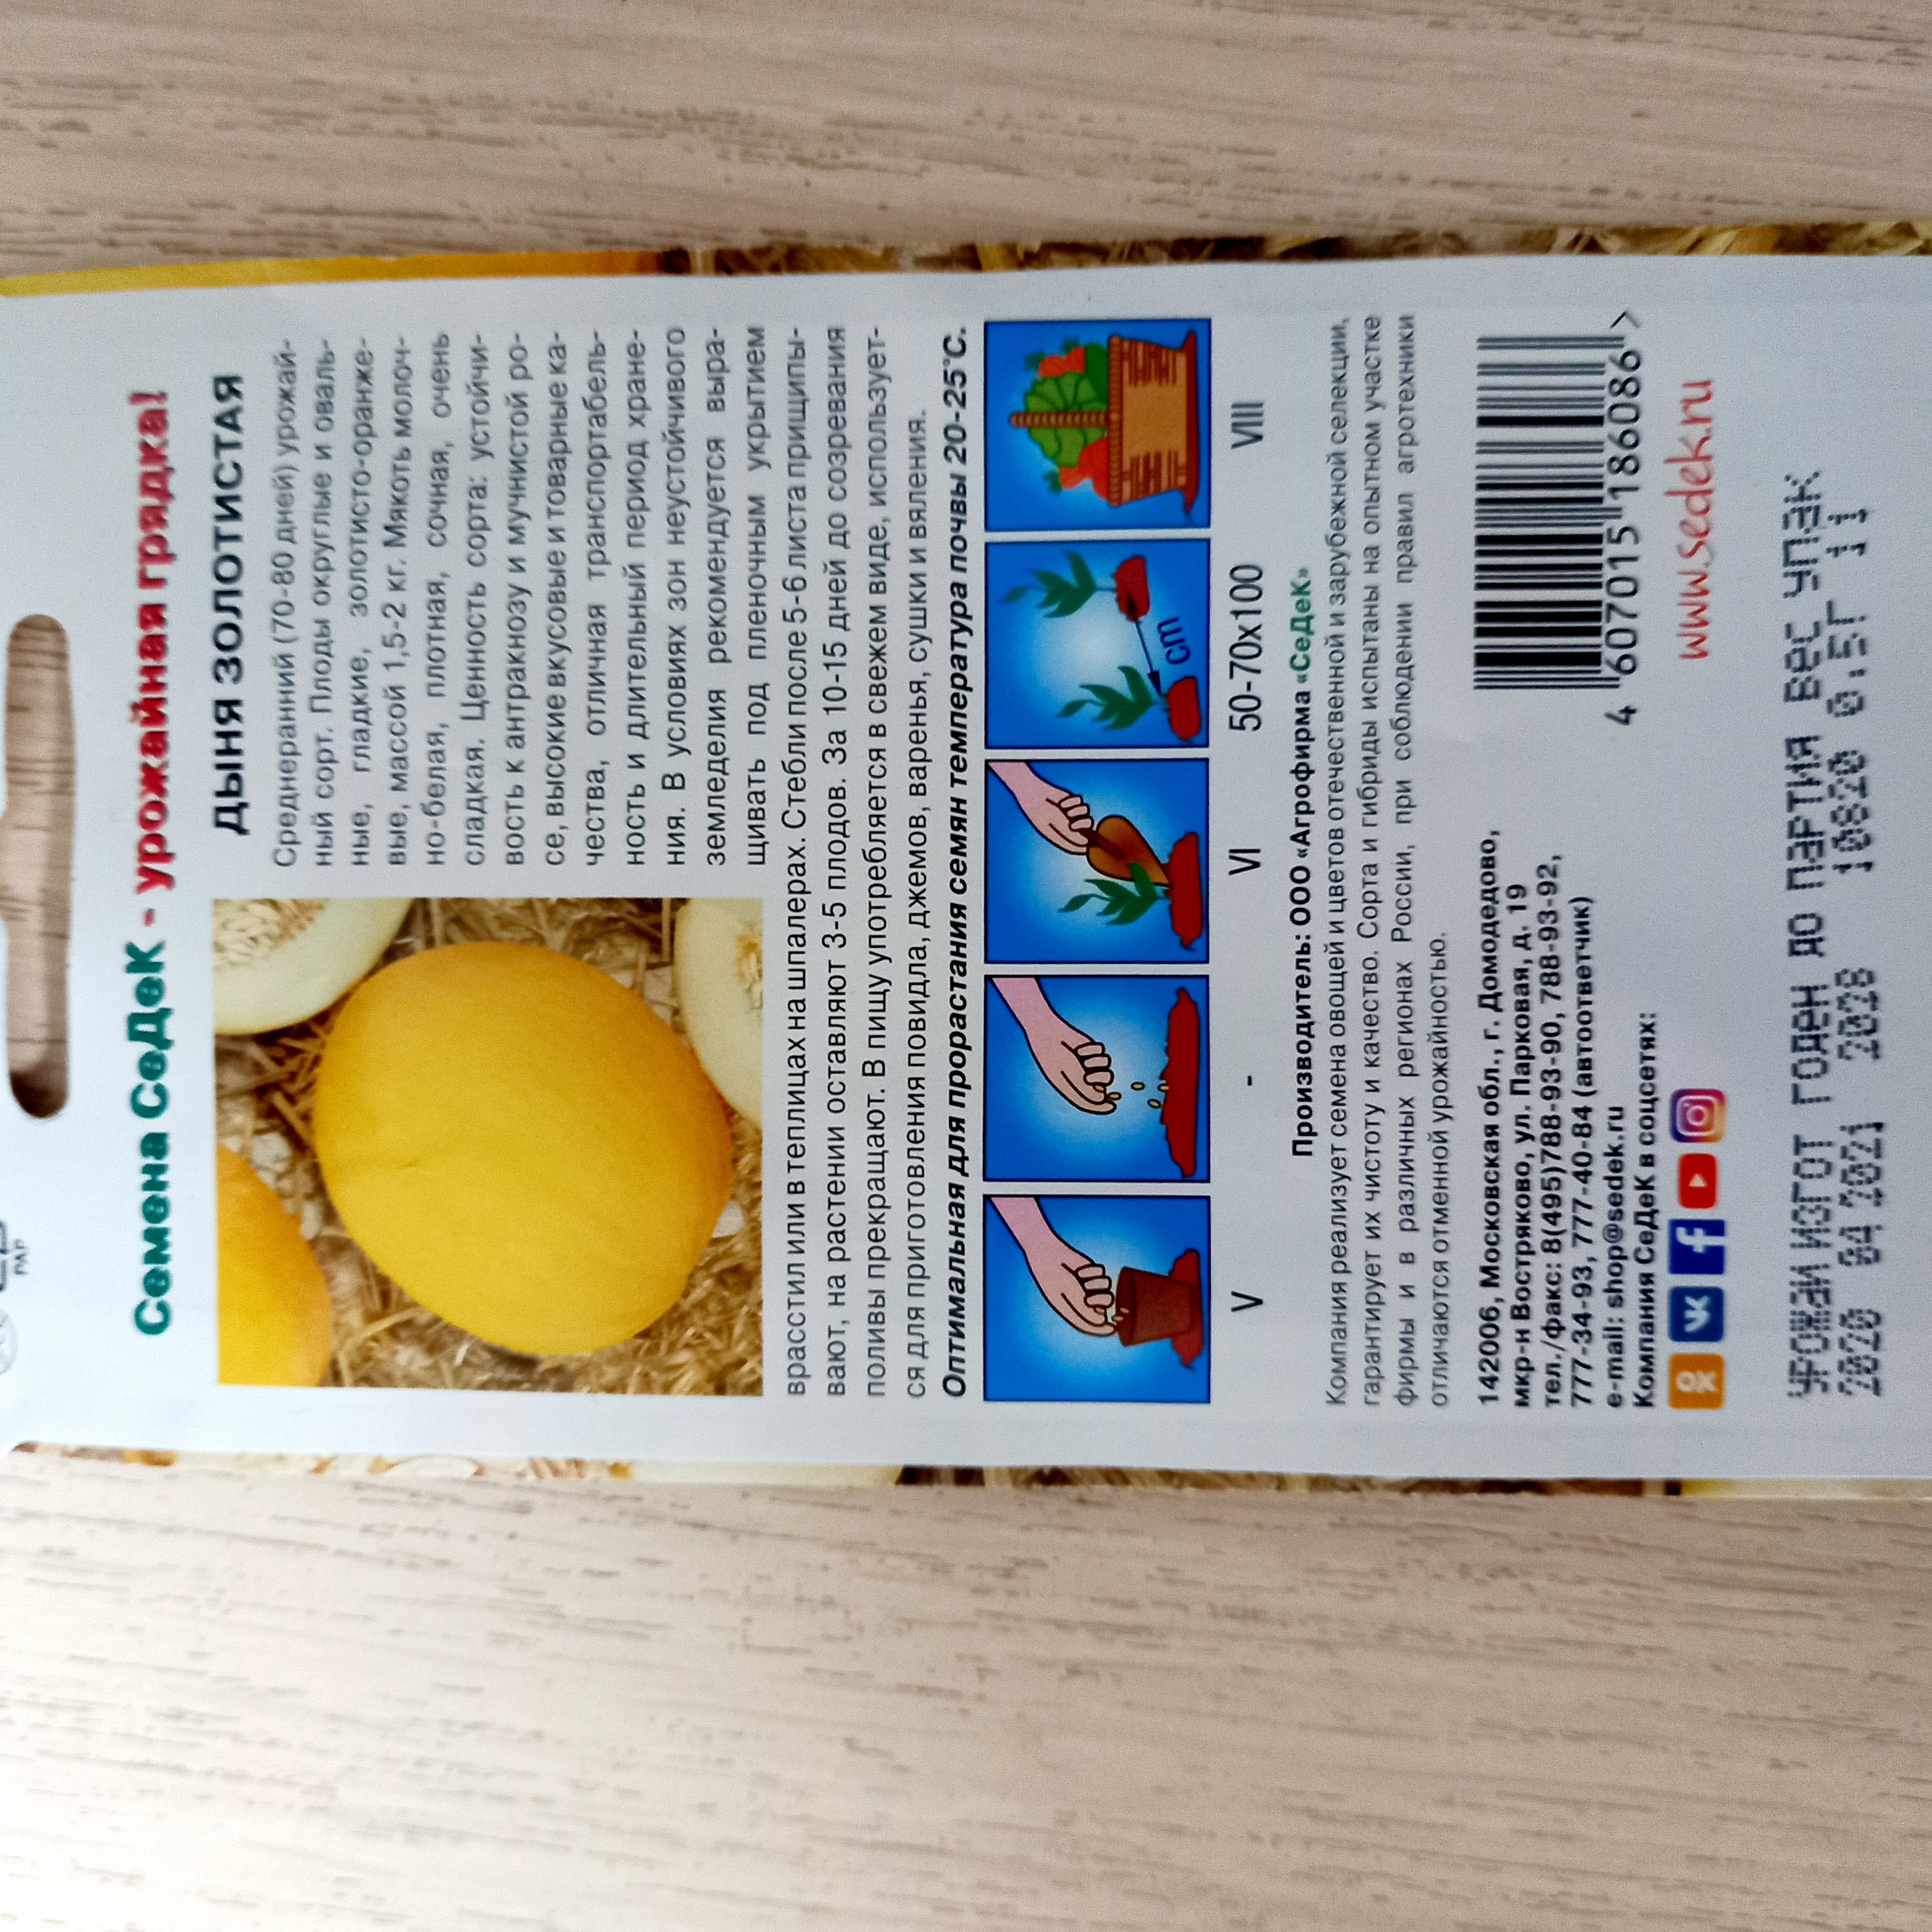 PAP
Семена СеДеК - урожайная грядка!
ДЫНЯ ЗОЛОТИСТАЯ
Среднеранний (70-80 дней) урожай-
ный сорт. Плоды округлые и оваль-
ные, гладкие, золотисто-оранже-
вые, массой 1,5-2 кг. Мякоть молоч-
но-белая, плотная, сочная, очень
сладкая. Ценность сорта: устойчи-
вость к антракнозу и мучнистой ро-
се, высокие вкусовые и товарные ка-
чества, отличная транспортабель-
ность и длительный период хране-
ния. В условиях зон неустойчивого
земледелия рекомендуется выра-
щивать под пленочным укрытием
врасстил или в теплицах на шпалерах. Стебли после 5-6 листа прищипы-
вают, на растении оставляют 3-5 плодов. За 10-15 дней до созревания
поливы прекращают. В пищу употребляется в свежем виде, использует-
ся для приготовления повидла, джемов, варенья, сушки и вяления.
Оптимальная для прорастания семян температура почвы 20-25°С.
cm
V - VI 50-70x100 VIII
Производитель: ООО «Агрофирма «СеДеК»
Компания реализует семена овощей и цветов отечественной и зарубежной селекции,
гарантирует их чистоту и качество. Сорта и гибриды испытаны на опытном участке
фирмы и в различных регионах России, при соблюдении правил агротехники
отличаются отменной урожайностью.
142006, Московская обл., г. Домодедово,
мкр-н Востряково, ул. Парковая, д. 19
тел./факс: 8(495)788-93-90, 788-93-92,
777-34-93, 777-40-84 (автоответчик)
e-mail: shop@sedek.ru
Компания СеДеК в соцсетях:
4 607015 186086 >
www.sedek.ru
УРОЖАЙ ИЗГОТ ГОДЕН ДО ПАРТИЯ ВЕС УПАК
2020 04 2021 2028 10820 0.5Г 11